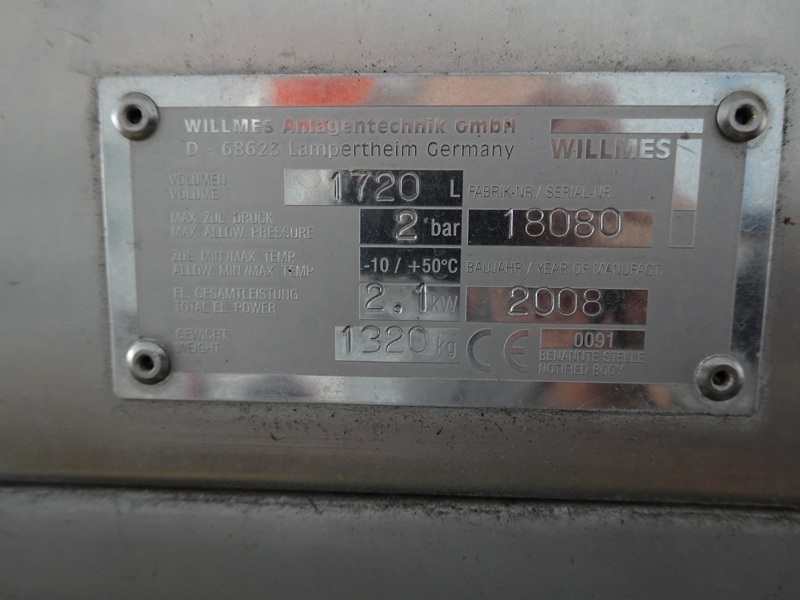 WILLMES Anlagentechnik GmbH
D - 68623 Lampertheim Germany
WILLMES
VOLUMEN
VOLUME
1720 L
FABRIK-NR./ SERIAL-NR.
MAX. ZUL. DRUCK
MAX. ALLOW. PRESSURE
2 bar
18080
ZUL. MIN./MAX. TEMP.
ALLOW. MIN./MAX. TEMP.
-10 / +50°C
BAUJAHR / YEAR OF MANUFACT.
EL. GESAMTLEISTUNG
TOTAL EL. POWER
2.1 kW
2008
GEWICHT
WEIGHT
1320 kg
CE
0091
BENANNTE STELLE
NOTIRED BODY